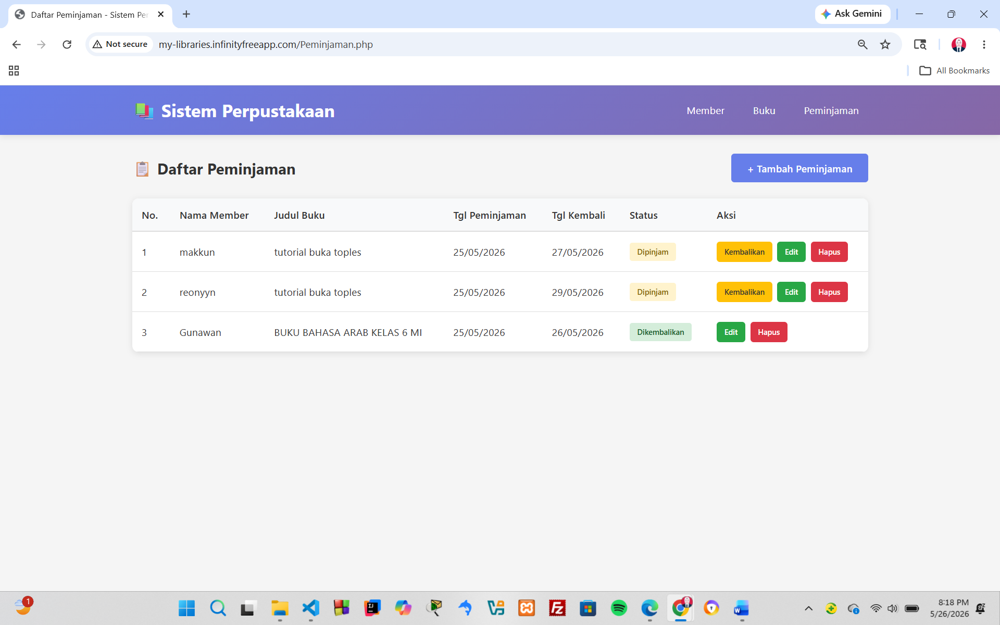 Daftar Peminjaman - Sistem Per
Ask Gemini
Not secure
my-libraries.infinityfreeapp.com/Peminjaman.php
All Bookmarks
Sistem Perpustakaan
Member
Buku
Peminjaman
Daftar Peminjaman
+ Tambah Peminjaman
No. Nama Member Judul Buku Tgl Peminjaman Tgl Kembali Status Aksi
1 makkun tutorial buka toples 25/05/2026 27/05/2026 Dipinjam Kembalikan Edit Hapus
2 reonyyn tutorial buka toples 25/05/2026 29/05/2026 Dipinjam Kembalikan Edit Hapus
3 Gunawan BUKU BAHASA ARAB KELAS 6 MI 25/05/2026 26/05/2026 Dikembalikan Edit Hapus
1
8:18 PM
5/26/2026